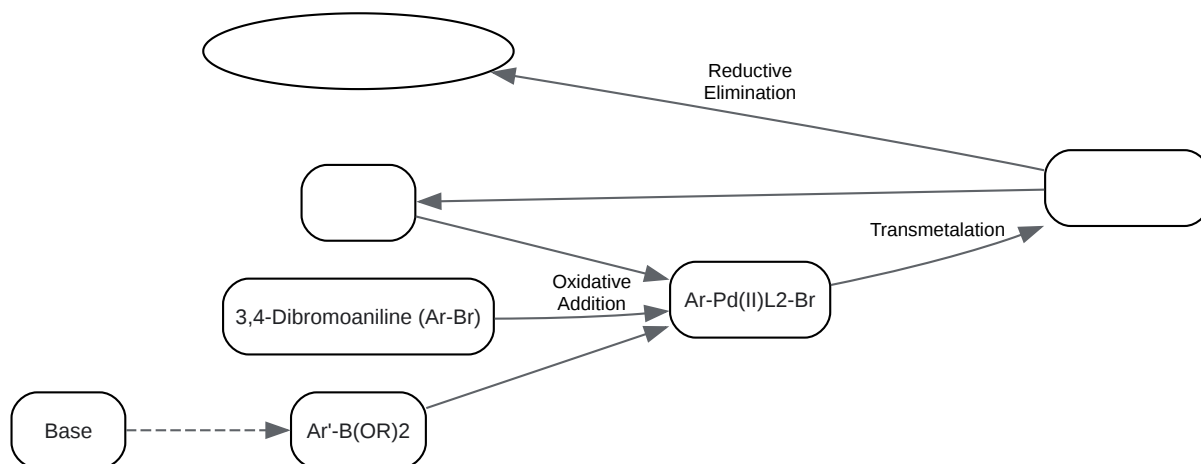 Reductive
Elimination
Transmetalation
Oxidative
Addition
Ar-Pd(II)L2-Br
3,4-Dibromoaniline (Ar-Br)
Base
Ar'-B(OR)2